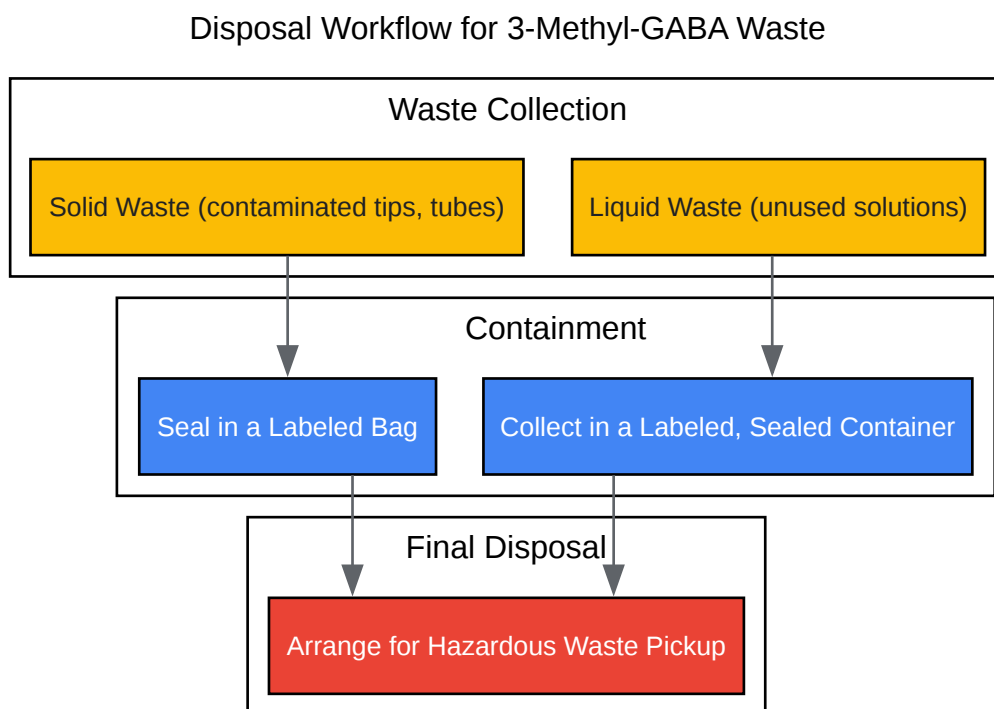 Disposal Workflow for 3-Methyl-GABA Waste
Waste Collection
Solid Waste (contaminated tips, tubes)
Liquid Waste (unused solutions)
Containment
Seal in a Labeled Bag
Collect in a Labeled, Sealed Container
Final Disposal
Arrange for Hazardous Waste Pickup